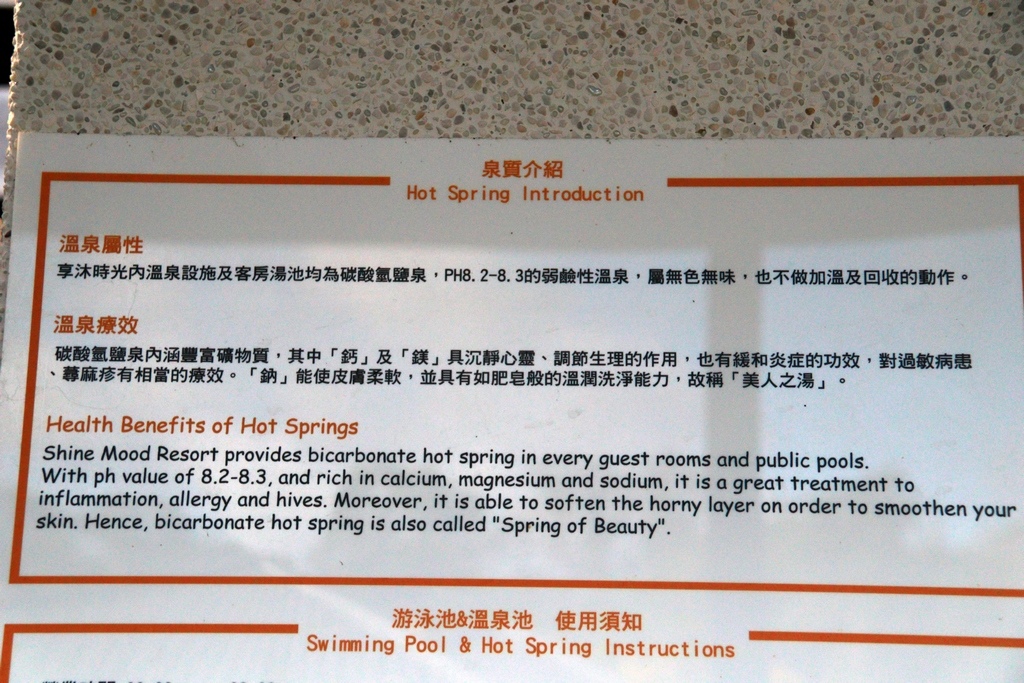 泉質介紹
Hot Spring Introduction
溫泉屬性
享沐時光內溫泉設施及客房湯池均為碳酸氫鹽泉，PH8.2-8.3的弱鹼性溫泉，屬無色無味，也不做加溫及回收的動作。
溫泉療效
碳酸氫鹽泉內涵豐富礦物質，其中「鈣」及「鎂」具沉靜心靈、調節生理的作用，也有緩和炎症的功效，對過敏病患
、蕁麻疹有相當的療效。「鈉」能使皮膚柔軟，並具有如肥皂般的溫潤洗淨能力，故稱「美人之湯」。
Health Benefits of Hot Springs
Shine Mood Resort provides bicarbonate hot spring in every guest rooms and public pools.
With ph value of 8.2-8.3, and rich in calcium, magnesium and sodium, it is a great treatment to
inflammation, allergy and hives. Moreover, it is able to soften the horny layer on order to smoothen your
skin. Hence, bicarbonate hot spring is also called "Spring of Beauty".
游泳池&溫泉池　使用須知
Swimming Pool & Hot Spring Instructions